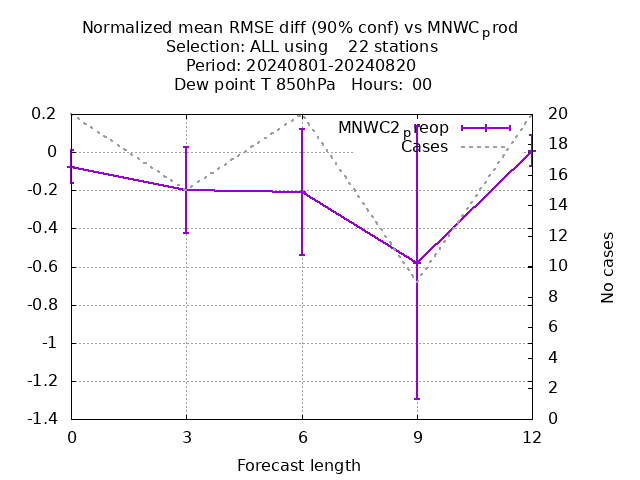 Normalized mean RMSE diff (90% conf) vs MNWCprod
Selection: ALL using    22 stations
Period: 20240801-20240820
Dew point T 850hPa   Hours:  00
MNWC2preop
Cases
0.2
0
-0.2
-0.4
-0.6
-0.8
-1
-1.2
-1.4
20
18
16
14
12
10
8
6
4
2
0
No cases
0 3 6 9 12
Forecast length